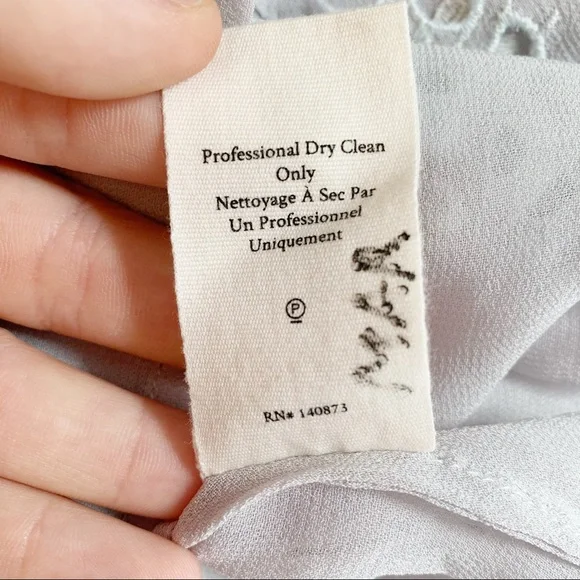 Professional Dry Clean
Only
Nettoyage À Sec Par
Un Professionnel
Uniquement
P
RN# 140873